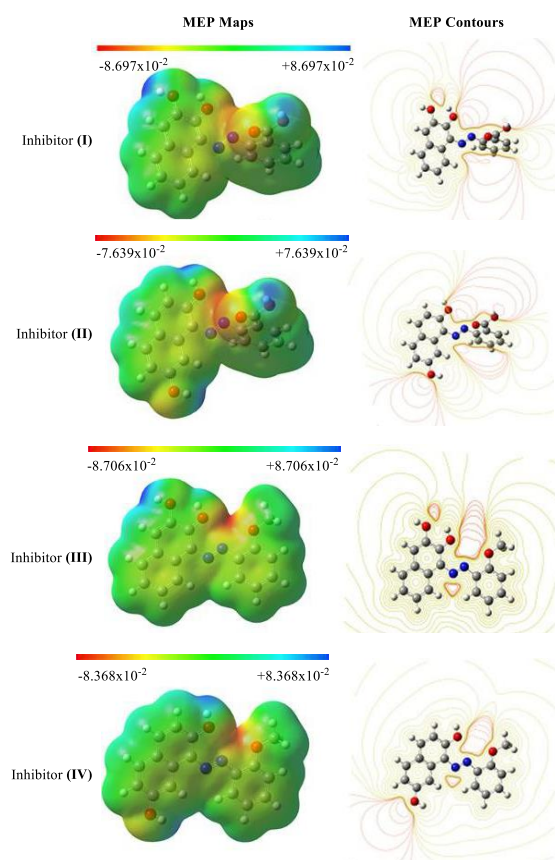 MEP Maps MEP Contours
-8.697x10⁻² +8.697x10⁻²
Inhibitor (I)
-7.639x10⁻² +7.639x10⁻²
Inhibitor (II)
-8.706x10⁻² +8.706x10⁻²
Inhibitor (III)
-8.368x10⁻² +8.368x10⁻²
Inhibitor (IV)